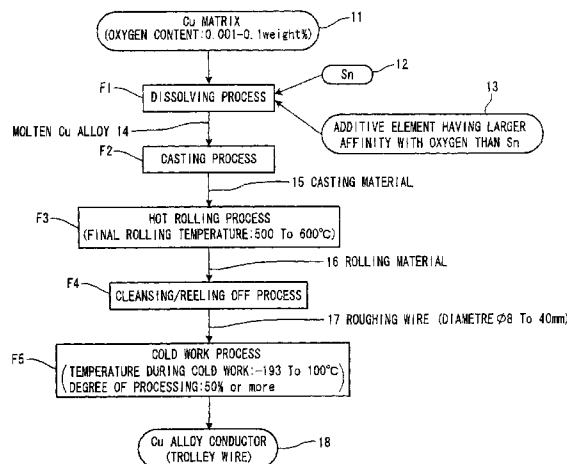 Cu MATRIX
(OXYGEN CONTENT:0.001-0.1weight%)
11
Sn
12
F1
DISSOLVING PROCESS
13
ADDITIVE ELEMENT HAVING LARGER
AFFINITY WITH OXYGEN THAN Sn
MOLTEN Cu ALLOY 14
F2
CASTING PROCESS
15 CASTING MATERIAL
F3
HOT ROLLING PROCESS
(FINAL ROLLING TEMPERATURE:500 To 600°C)
16 ROLLING MATERIAL
F4
CLEANSING/REELING OFF PROCESS
17 ROUGHING WIRE (DIAMETRE φ8 To 40mm)
F5
COLD WORK PROCESS
(TEMPERATURE DURING COLD WORK:-193 To 100°C
DEGREE OF PROCESSING:50% or more)
Cu ALLOY CONDUCTOR
(TROLLEY WIRE)
18